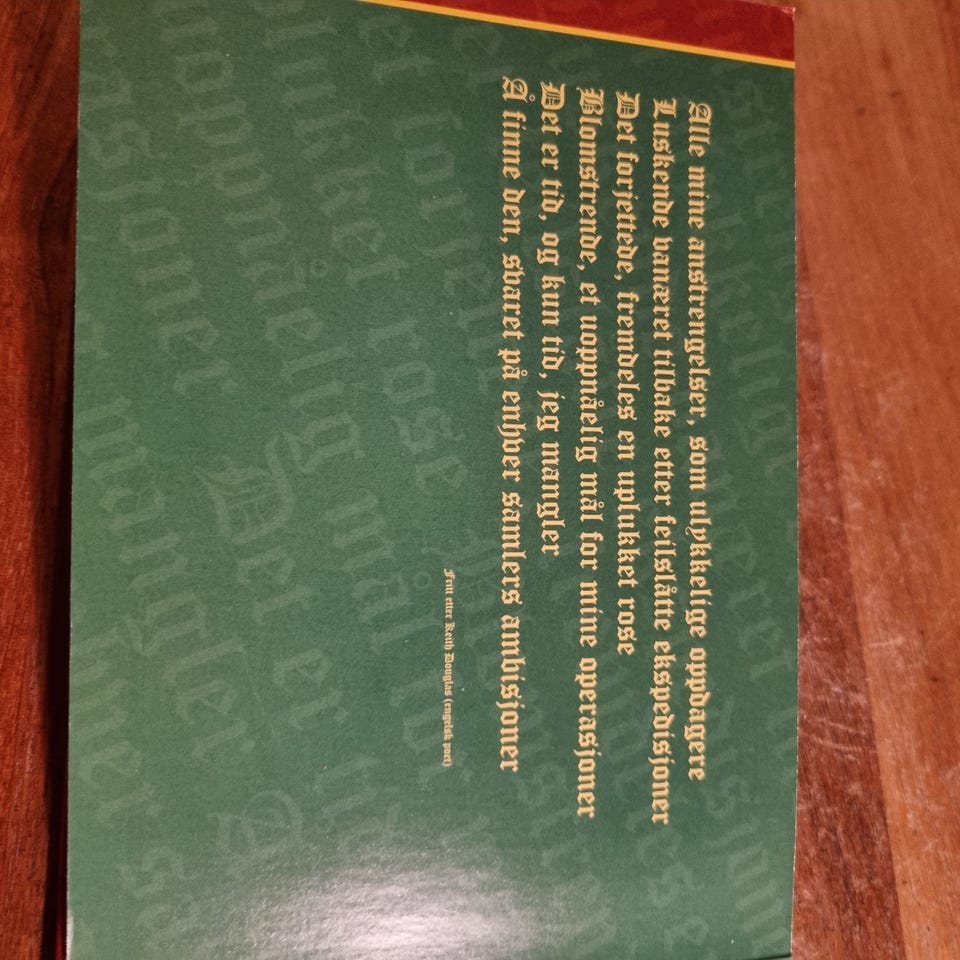 Alle mine anstrengelser, som ulykkelige oppdagere
Luskende vanæret tilbake etter feilslåtte ekspedisjoner
Det forjettede, fremdeles en uplukket rose
Blomstrende, et uoppnåelig mål for mine operasjoner
Det er tid, og kun tid, jeg mangler
Å finne den, svaret på enhver samlers ambisjoner
Fritt etter Keith Douglas (engelsk poet)